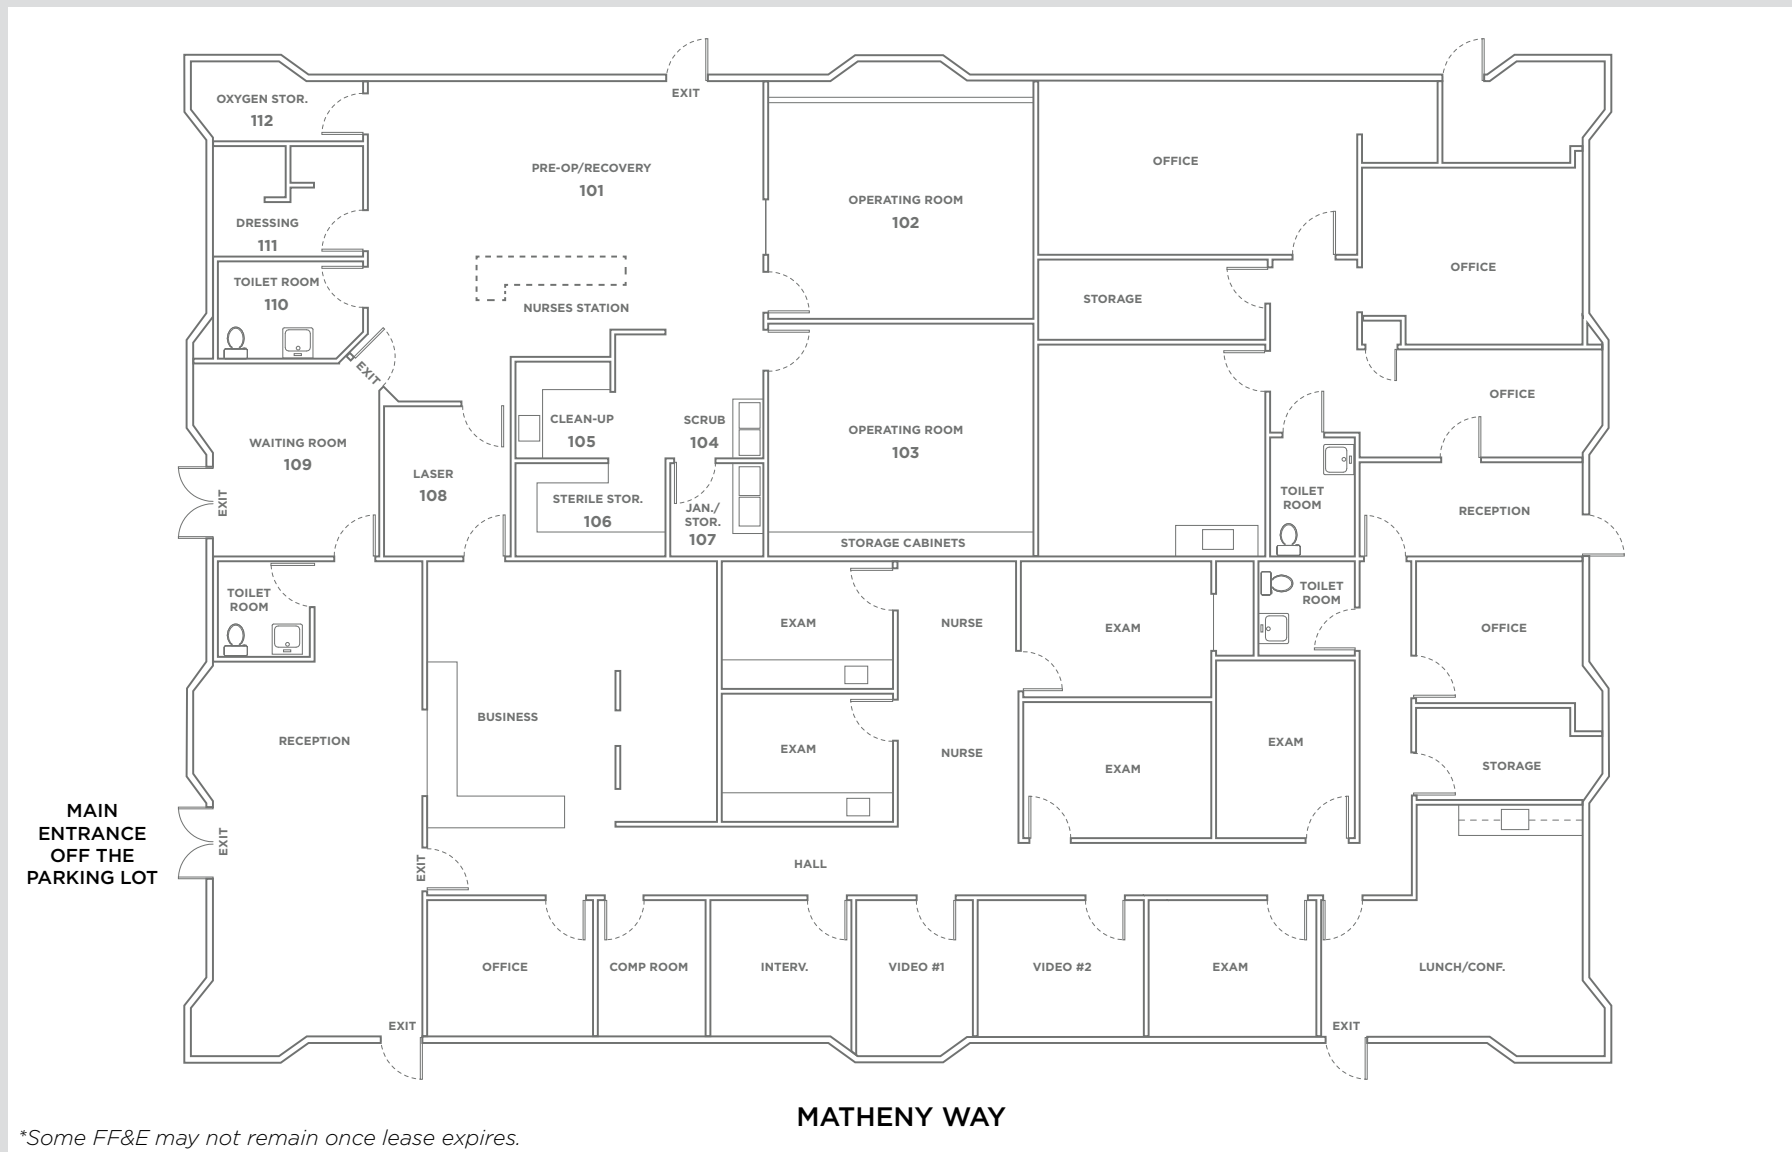 EXIT
OXYGEN STOR.
112
PRE-OP/RECOVERY
101
OFFICE
OPERATING ROOM
102
DRESSING
111
TOILET ROOM
110
NURSES STATION
STORAGE
OFFICE
EXIT
OFFICE
CLEAN-UP
105
SCRUB
104
OPERATING ROOM
103
WAITING ROOM
109
LASER
108
EXIT
STERILE STOR.
106
JAN./
STOR.
107
TOILET
ROOM
RECEPTION
STORAGE CABINETS
TOILET
ROOM
EXAM
NURSE
EXAM
TOILET
ROOM
OFFICE
BUSINESS
RECEPTION
EXAM
NURSE
EXAM
EXAM
STORAGE
MAIN
ENTRANCE
OFF THE
PARKING LOT
EXIT
EXIT
HALL
OFFICE
COMP ROOM
INTERV.
VIDEO #1
VIDEO #2
EXAM
LUNCH/CONF.
EXIT
EXIT
MATHENY WAY
*Some FF&E may not remain once lease expires.